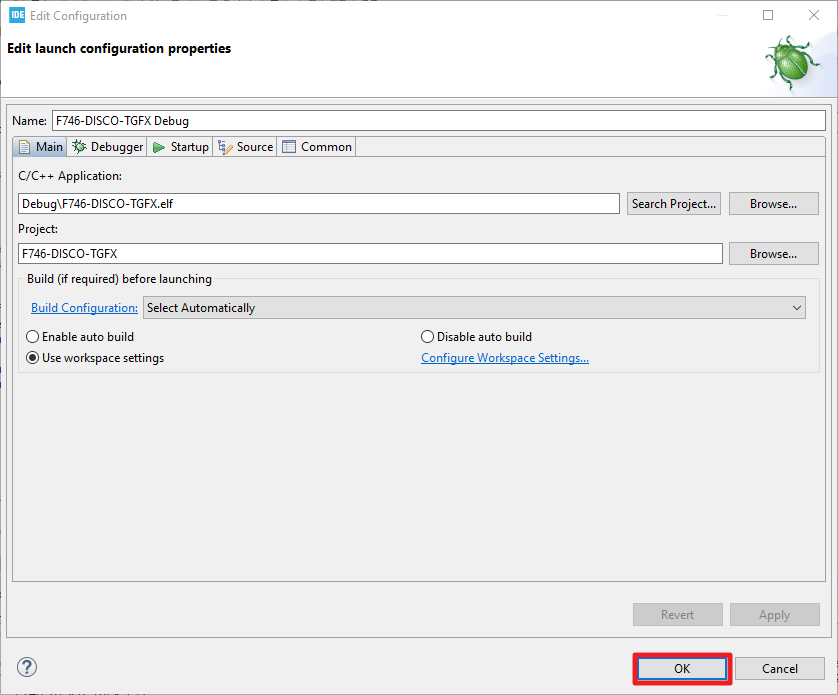 IDE Edit Configuration
Edit launch configuration properties
Name: F746-DISCO-TGFX Debug
Main Debugger Startup Source Common
C/C++ Application:
Debug\F746-DISCO-TGFX.elf Search Project... Browse...
Project:
F746-DISCO-TGFX Browse...
Build (if required) before launching
Build Configuration: Select Automatically
Enable auto build Disable auto build
Use workspace settings Configure Workspace Settings...
Revert Apply
? OK Cancel